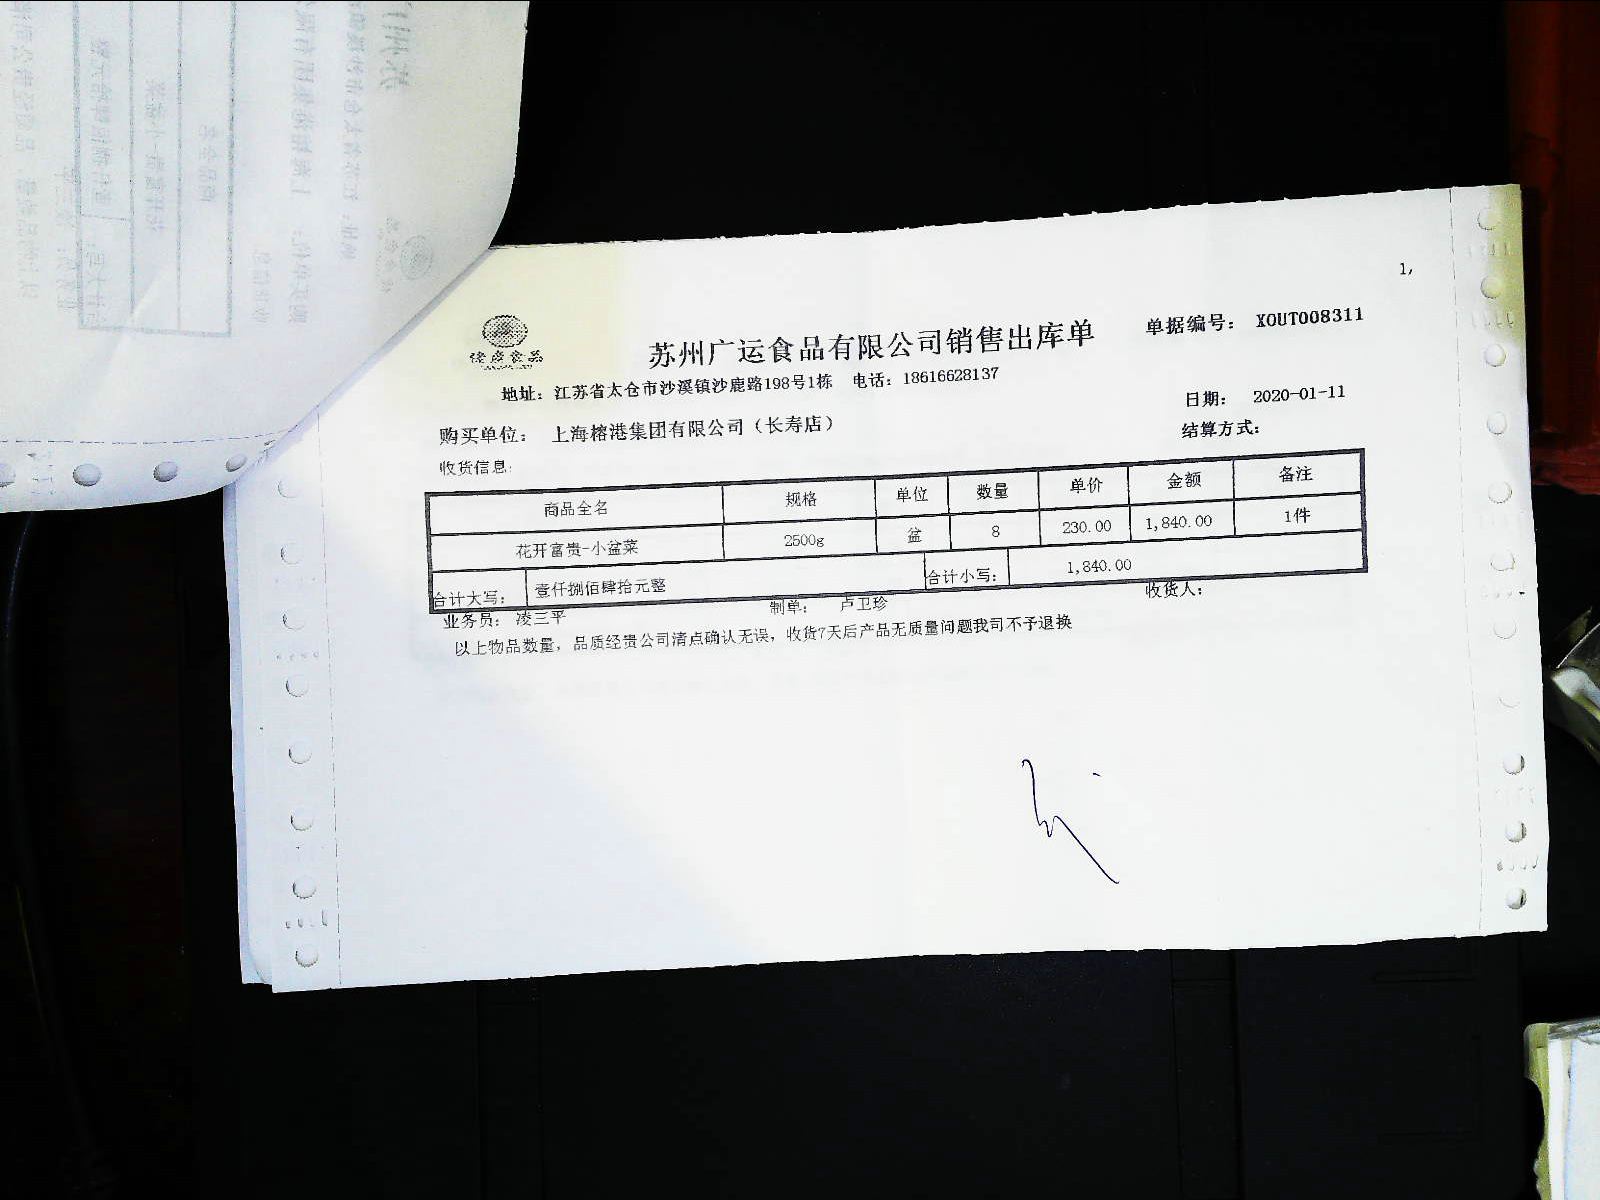 1,
苏州广运食品有限公司销售出库单 单据编号： XOUT008311
地址：江苏省太仓市沙溪镇沙鹿路198号1栋 电话：18616628137
日期： 2020-01-11
购买单位： 上海榕港集团有限公司（长寿店） 结算方式：
收货信息:
商品全名 规格 单位 数量 单价 金额 备注
花开富贵-小盆菜 2500g 盆 8 230.00 1,840.00 1件
合计大写： 壹仟捌佰肆拾元整 合计小写： 1,840.00
业务员： 凌三平 制单： 卢卫珍 收货人：
以上物品数量，品质经贵公司清点确认无误，收货7天后产品无质量问题我司不予退换